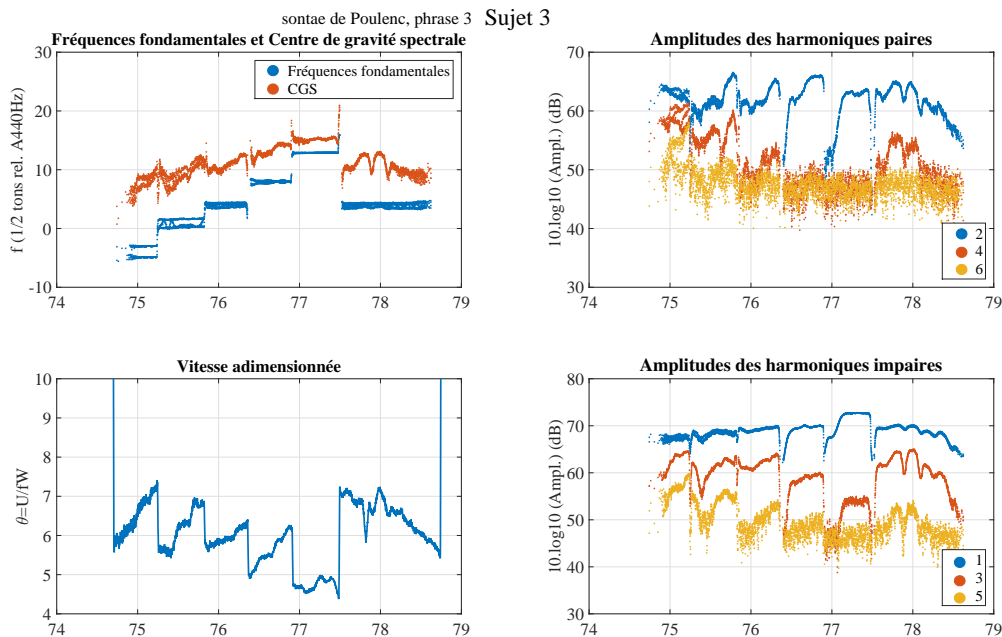 sontae de Poulenc, phrase 3 Sujet 3
Fréquences fondamentales et Centre de gravité spectrale
30
20
10
0
-10
f (1/2 tons rel. A440Hz)
Fréquences fondamentales
CGS
74 75 76 77 78 79
Amplitudes des harmoniques paires
70
60
50
40
30
10.log10 (Ampl.) (dB)
2
4
6
74 75 76 77 78 79
Vitesse adimensionnée
10
9
8
7
6
5
4
θ=U/fW
74 75 76 77 78 79
Amplitudes des harmoniques impaires
80
70
60
50
40
30
10.log10 (Ampl.) (dB)
1
3
5
74 75 76 77 78 79